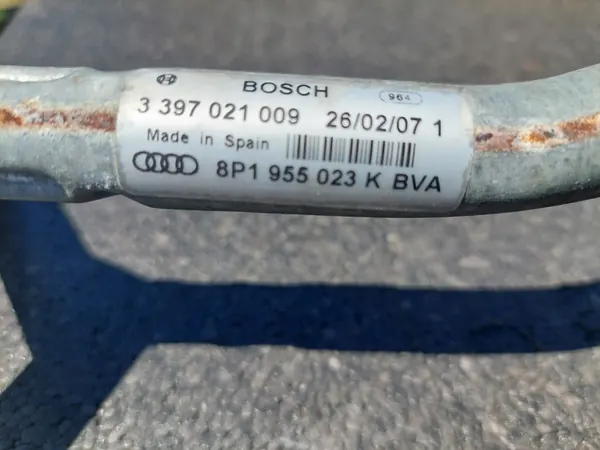 BOSCH 964
3 397 021 009 26/02/07 1
Made in Spain
8P1 955 023 K BVA